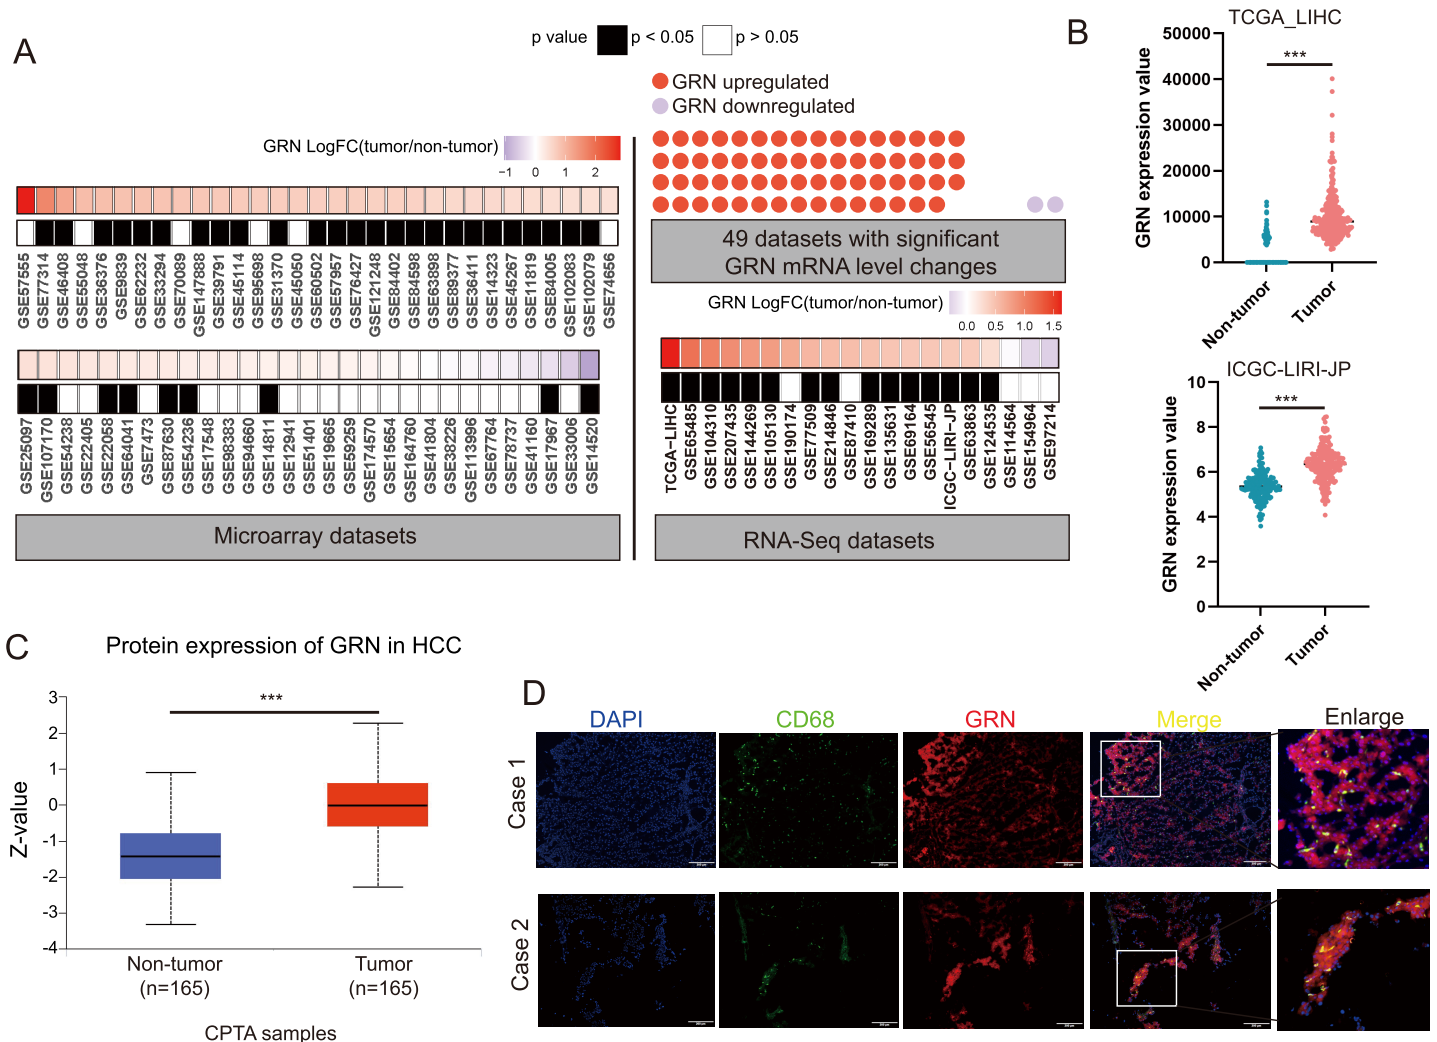 A
p value
p < 0.05
p > 0.05
GRN upregulated
GRN downregulated
GRN LogFC(tumor/non-tumor)
−1 0 1 2
GSE57555
GSE77314
GSE46408
GSE55048
GSE36376
GSE9839
GSE62232
GSE33294
GSE70089
GSE147888
GSE39791
GSE45114
GSE95698
GSE31370
GSE45050
GSE60502
GSE57957
GSE76427
GSE121248
GSE84402
GSE84598
GSE63898
GSE89377
GSE36411
GSE14323
GSE45267
GSE11819
GSE84005
GSE102083
GSE102079
GSE74656
GSE25097
GSE107170
GSE54238
GSE22405
GSE22058
GSE64041
GSE7473
GSE87630
GSE54236
GSE17548
GSE98383
GSE94660
GSE14811
GSE12941
GSE51401
GSE19665
GSE59259
GSE174570
GSE15654
GSE164760
GSE41804
GSE38226
GSE113996
GSE67764
GSE78737
GSE41160
GSE17967
GSE33006
GSE14520
Microarray datasets
49 datasets with significant
GRN mRNA level changes
GRN LogFC(tumor/non-tumor)
0.0 0.5 1.0 1.5
TCGA−LIHC
GSE65485
GSE104310
GSE207435
GSE144269
GSE105130
GSE190174
GSE77509
GSE214846
GSE87410
GSE169289
GSE135631
GSE69164
GSE56545
ICGC−LIRI−JP
GSE63863
GSE124535
GSE114564
GSE154964
GSE97214
RNA-Seq datasets
B
TCGA_LIHC
GRN expression value
50000
40000
30000
20000
10000
0
***
Non-tumor
Tumor
ICGC-LIRI-JP
GRN expression value
10
8
6
4
2
0
***
Non-tumor
Tumor
C
Protein expression of GRN in HCC
Z-value
3
2
1
0
-1
-2
-3
-4
***
Non-tumor
(n=165)
Tumor
(n=165)
CPTA samples
D
DAPI
CD68
GRN
Merge
Enlarge
Case 1
Case 2